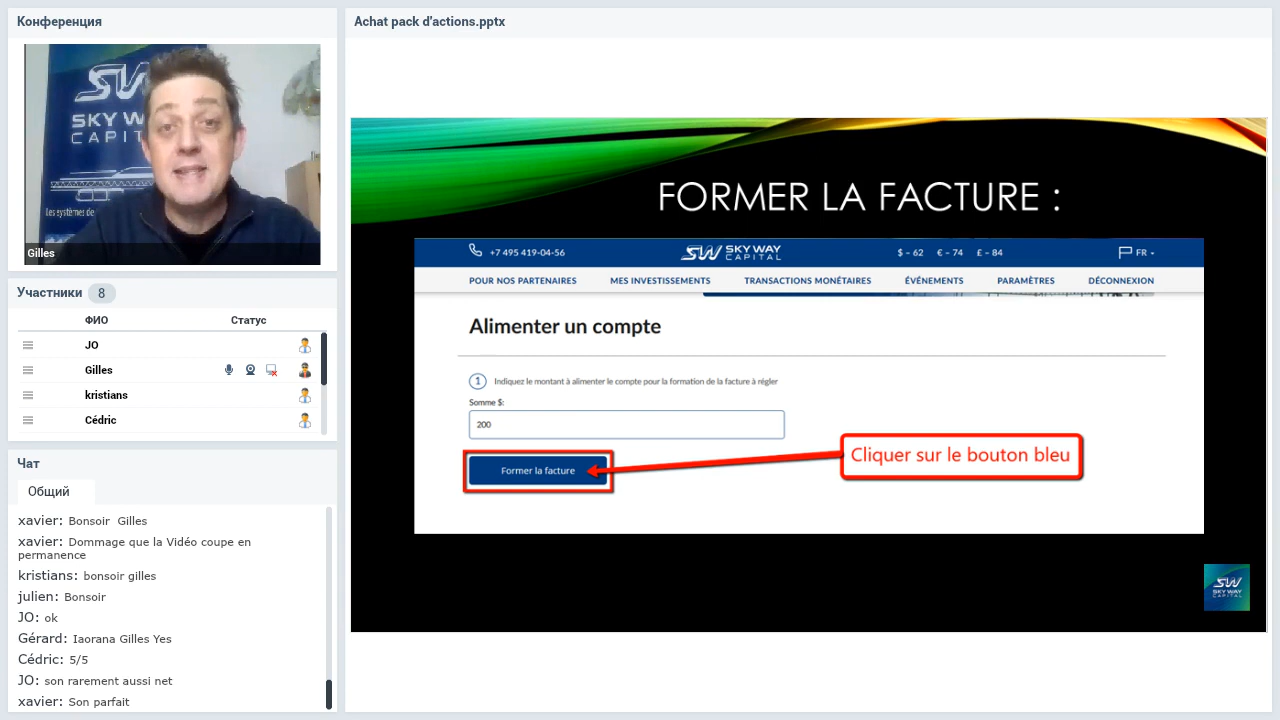 Конференция
SW
SKY WAY
CAPITAL
Les systèmes de
Gilles
Участники 8
ФИО Статус
JO
Gilles
kristians
Cédric
Чат
Общий
xavier: Bonsoir Gilles
xavier: Dommage que la Vidéo coupe en
permanence
kristians: bonsoir gilles
julien: Bonsoir
JO: ok
Gérard: Iaorana Gilles Yes
Cédric: 5/5
JO: son rarement aussi net
xavier: Son parfait
Achat pack d'actions.pptx
FORMER LA FACTURE :
+7 495 419-04-56 SW SKY WAY CAPITAL $ – 62 € – 74 £ – 84 FR
POUR NOS PARTENAIRES MES INVESTISSEMENTS TRANSACTIONS MONÉTAIRES ÉVÉNEMENTS PARAMÈTRES DÉCONNEXION
Alimenter un compte
1 Indiquez le montant à alimenter le compte pour la formation de la facture à régler
Somme $:
200
Former la facture
Cliquer sur le bouton bleu
SW
SKY WAY
CAPITAL